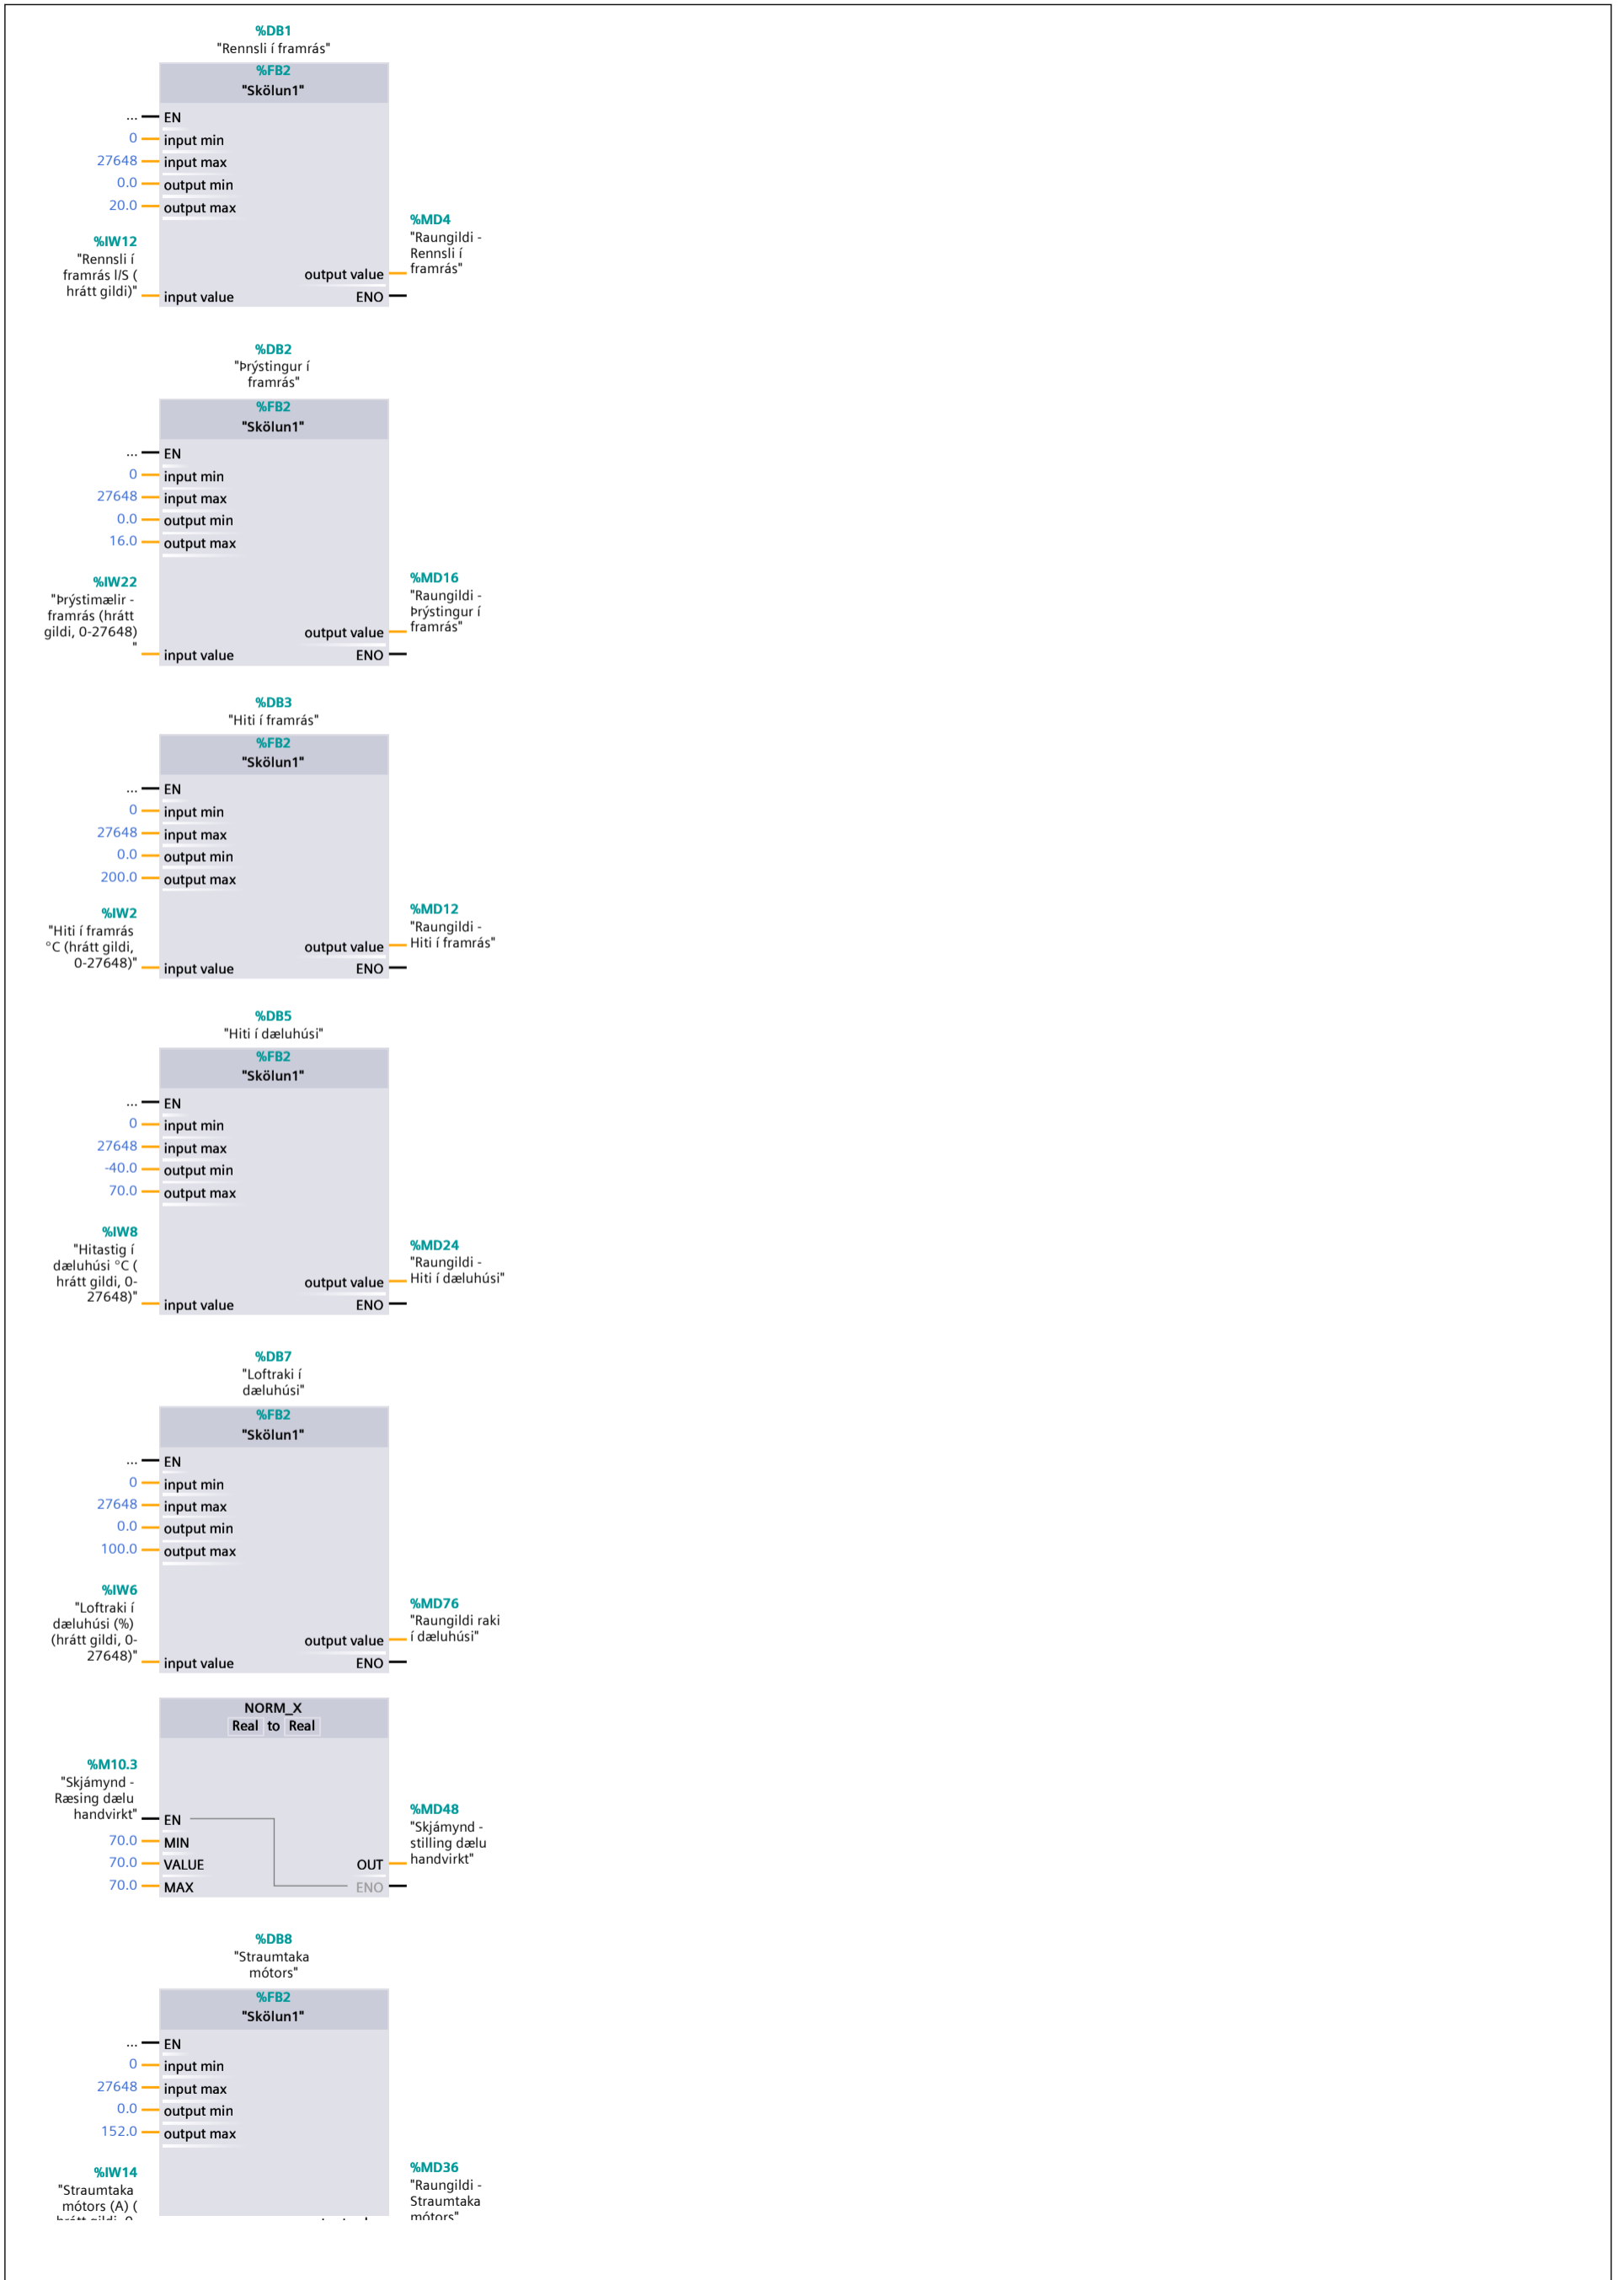 %DB1
"Rennsli í framrás"
%FB2
"Skölun1"
... EN
0 input min
27648 input max
0.0 output min
20.0 output max
%IW12
"Rennsli í
framrás l/S (
hrátt gildi)"
input value
%MD4
"Raungildi -
Rennsli í
framrás"
output value
ENO
%DB2
"Þrýstingur í
framrás"
%FB2
"Skölun1"
... EN
0 input min
27648 input max
0.0 output min
16.0 output max
%IW22
"Þrýstimælir -
framrás (hrátt
gildi, 0-27648)
"
input value
%MD16
"Raungildi -
Þrýstingur í
framrás"
output value
ENO
%DB3
"Hiti í framrás"
%FB2
"Skölun1"
... EN
0 input min
27648 input max
0.0 output min
200.0 output max
%IW2
"Hiti í framrás
°C (hrátt gildi,
0-27648)"
input value
%MD12
"Raungildi -
Hiti í framrás"
output value
ENO
%DB5
"Hiti í dæluhúsi"
%FB2
"Skölun1"
... EN
0 input min
27648 input max
-40.0 output min
70.0 output max
%IW8
"Hitastig í
dæluhúsi °C (
hrátt gildi, 0-
27648)"
input value
%MD24
"Raungildi -
Hiti í dæluhúsi"
output value
ENO
%DB7
"Loftraki í
dæluhúsi"
%FB2
"Skölun1"
... EN
0 input min
27648 input max
0.0 output min
100.0 output max
%IW6
"Loftraki í
dæluhúsi (%)
(hrátt gildi, 0-
27648)"
input value
%MD76
"Raungildi raki
í dæluhúsi"
output value
ENO
NORM_X
Real to Real
%M10.3
"Skjámynd -
Ræsing dælu
handvirkt"
EN
70.0 MIN
70.0 VALUE
70.0 MAX
%MD48
"Skjámynd -
stilling dælu
handvirkt"
OUT
ENO
%DB8
"Straumtaka
mótors"
%FB2
"Skölun1"
... EN
0 input min
27648 input max
0.0 output min
152.0 output max
%IW14
"Straumtaka
mótors (A) (
%MD36
"Raungildi -
Straumtaka
mótors"